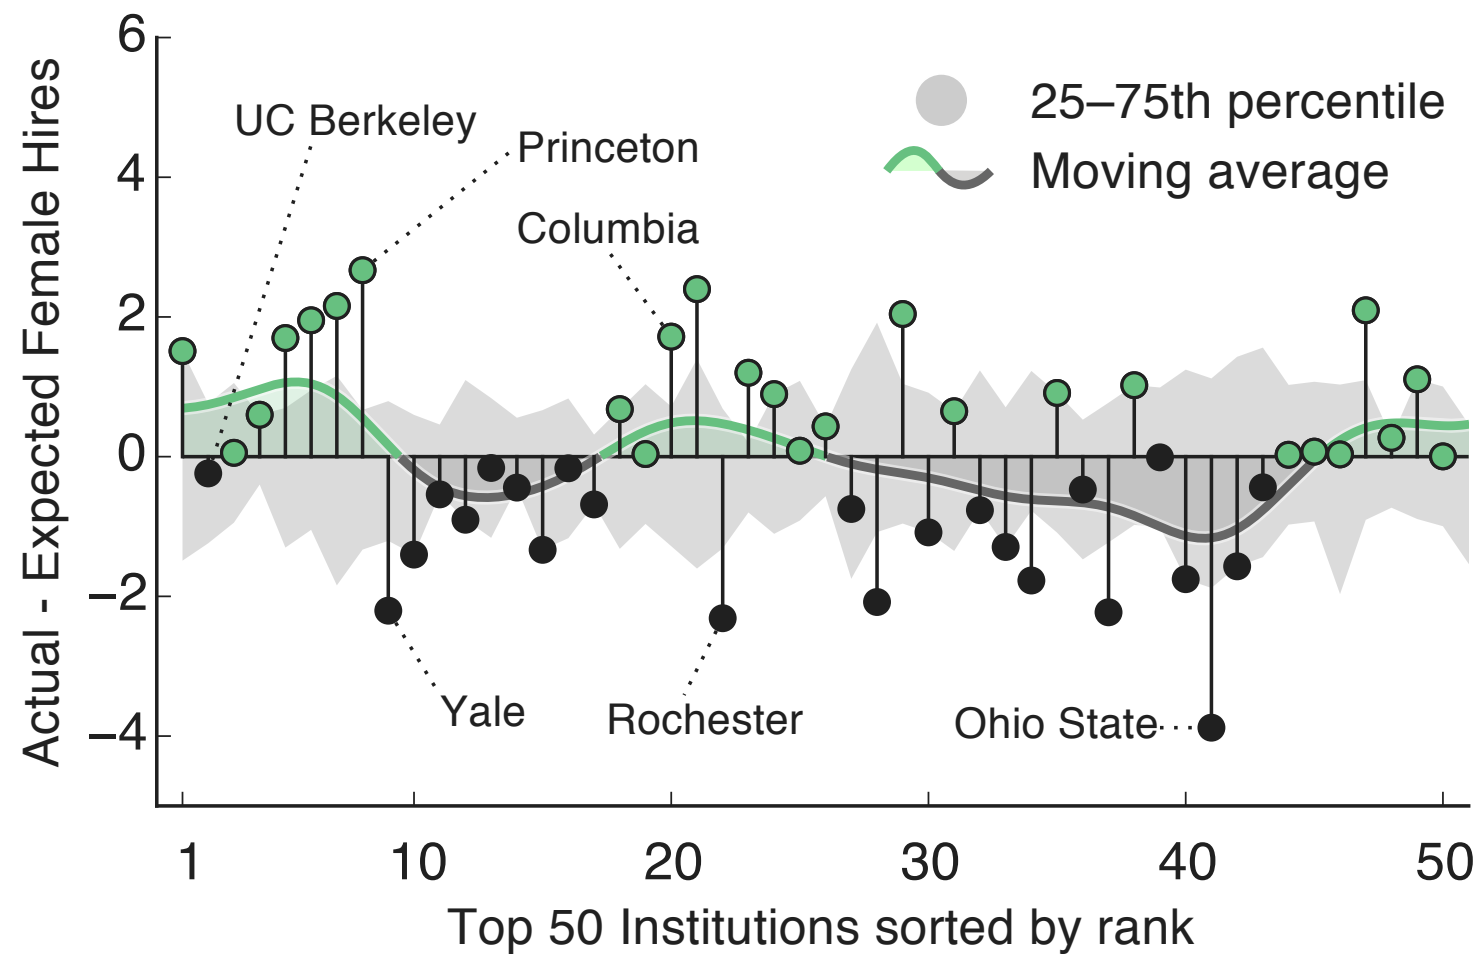 6
4
2
0
−2
−4
Actual - Expected Female Hires
UC Berkeley
Princeton
Columbia
25–75th percentile
Moving average
Yale
Rochester
Ohio State
1 10 20 30 40 50
Top 50 Institutions sorted by rank